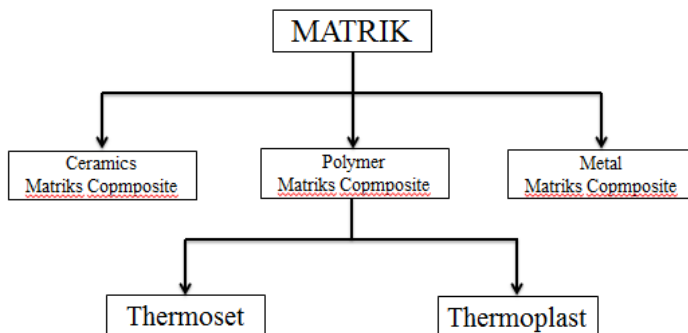 MATRIK
Ceramics
Matriks Copmposite
Polymer
Matriks Copmposite
Metal
Matriks Copmposite
Thermoset
Thermoplast